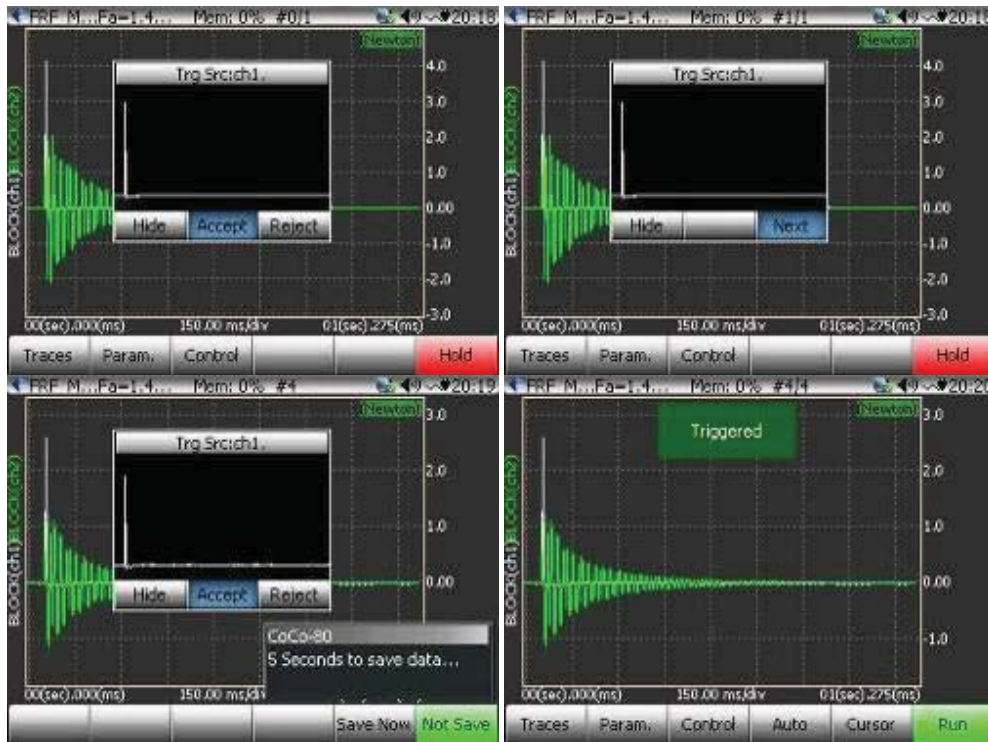 FRF M...Fa=1.4... Mem: 0% #0/1 20:18
[Newton]
Trg Src:ch1.
4.0
3.0
2.0
1.0
0.00
-1.0
-2.0
-3.0
BLOCK(ch1)BLOCK(ch2)
Hide Accept Reject
00(sec).000(ms) 150.00 ms/div 01(sec).275(ms)
Traces Param. Control Hold
FRF M...Fa=1.4... Mem: 0% #1/1 20:18
[Newton]
Trg Src:ch1.
4.0
3.0
2.0
1.0
0.00
-1.0
-2.0
-3.0
BLOCK(ch1)BLOCK(ch2)
Hide Next
00(sec).000(ms) 150.00 ms/div 01(sec).275(ms)
Traces Param. Control Hold
FRF M...Fa=1.4... Mem: 0% #4 20:19
[Newton]
Trg Src:ch1.
3.0
2.0
1.0
0.00
BLOCK(ch1)BLOCK(ch2)
Hide Accept Reject
CoCo-80
5 Seconds to save data...
00(sec).000(ms) 150.00 ms/div
Save Now Not Save
FRF M...Fa=1.4... Mem: 0% #4/4 20:20
[Newton]
Triggered
3.0
2.0
1.0
0.00
-1.0
BLOCK(ch1)BLOCK(ch2)
00(sec).000(ms) 150.00 ms/div 01(sec).275(ms)
Traces Param. Control Auto Cursor Run